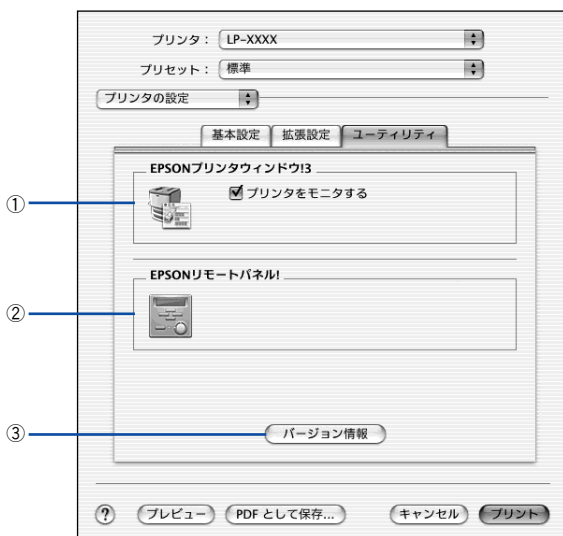 プリンタ： LP-XXXX
プリセット： 標準
プリンタの設定
基本設定 拡張設定 ユーティリティ
EPSONプリンタウィンドウ!3
① プリンタをモニタする
EPSONリモートパネル!
②
③ バージョン情報
? プレビュー PDF として保存... キャンセル プリント